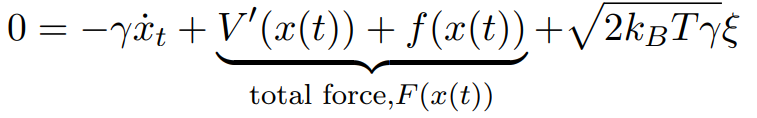 0 = −γẋ_t + V′(x(t)) + f(x(t)) + √(2k_BTγ)ξ
total force,F(x(t))